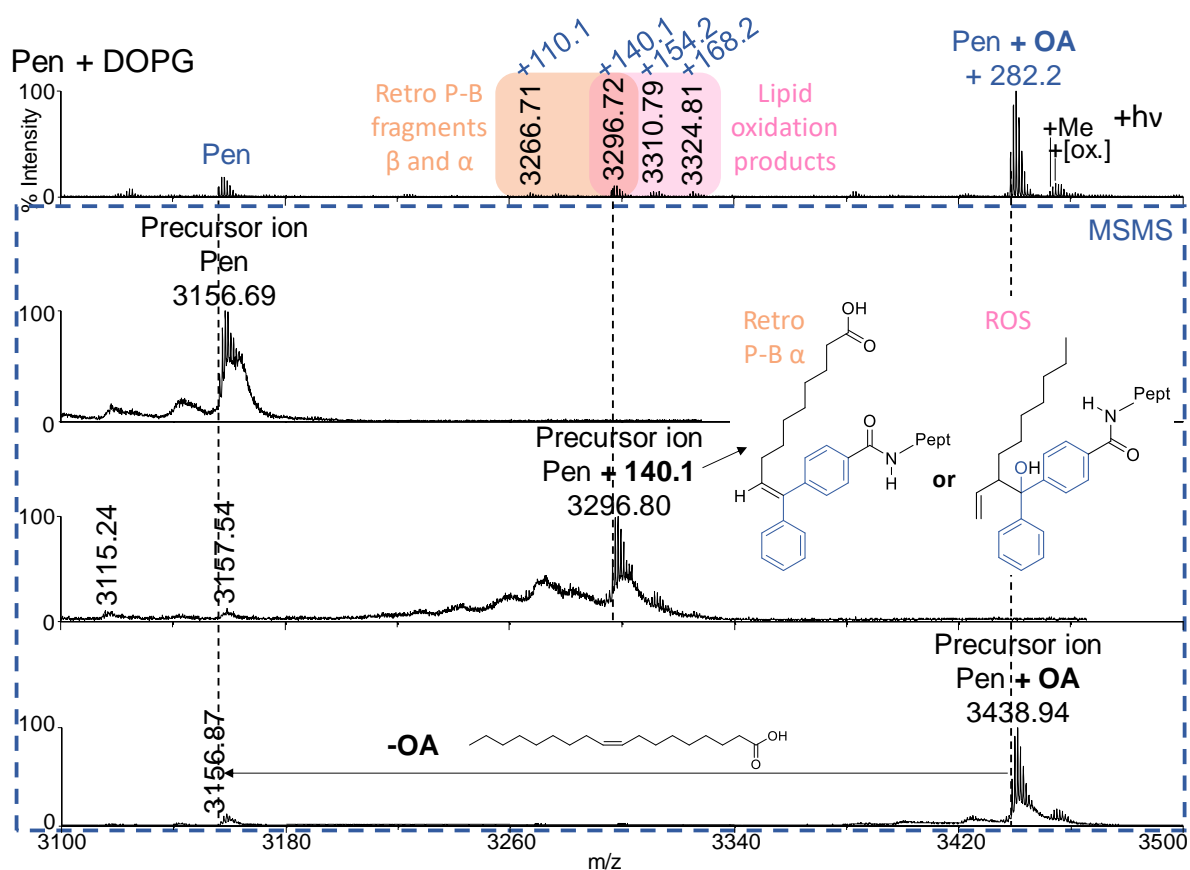 Pen + DOPG
+110.1
+140.1
+154.2
+168.2
Pen + OA
+ 282.2
100
Retro P-B
fragments
β and α
3266.71
3296.72
3310.79
3324.81
Lipid
oxidation
products
+Me
+[ox.]
+hν
% Intensity
Pen
0
MSMS
Precursor ion
Pen
3156.69
100
0
Retro
P-B α
OH
O
O
N
H
Pept
H
or
ROS
H
N
Pept
O
OH
Precursor ion
Pen + 140.1
3296.80
100
3115.24
3157.54
0
Precursor ion
Pen + OA
3438.94
100
3156.87
-OA
OH
O
0
3100
3180
3260
3340
3420
3500
m/z